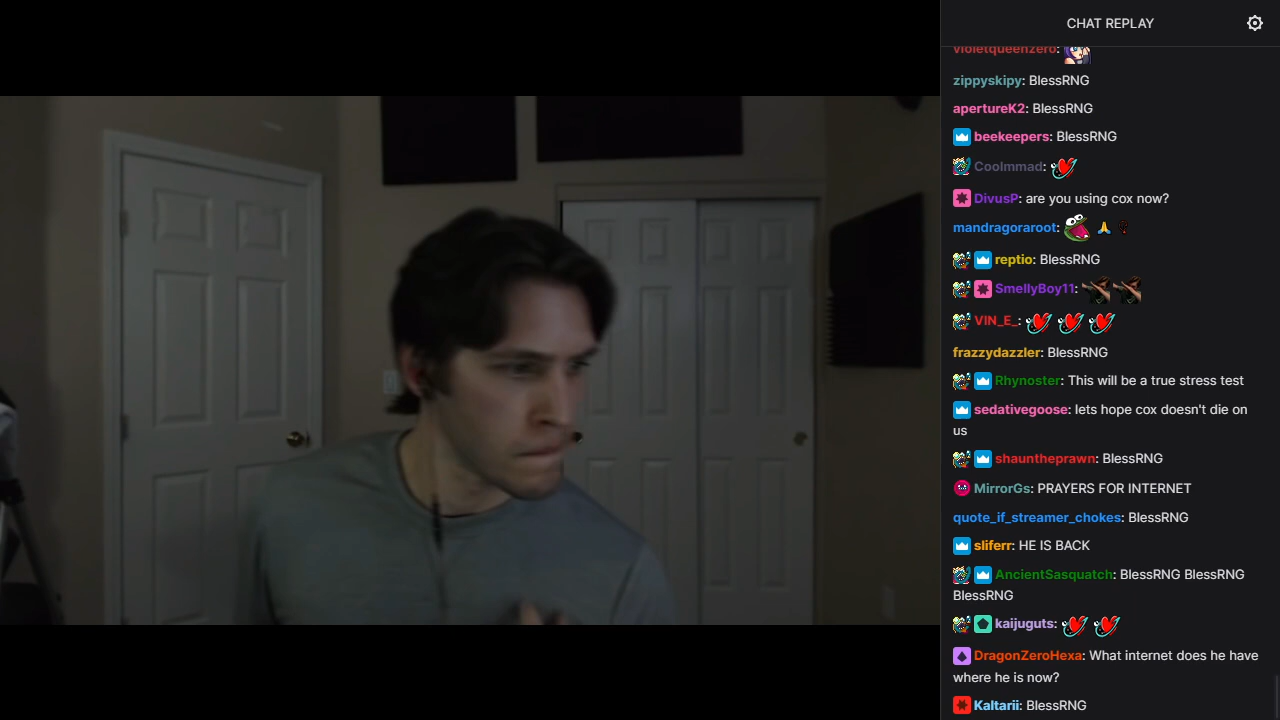 CHAT REPLAY
violetqueenzero:
zippyskipy: BlessRNG
apertureK2: BlessRNG
beekeepers: BlessRNG
Coolmmad:
DivusP: are you using cox now?
mandragoraroot:
reptio: BlessRNG
SmellyBoy11:
VIN_E_:
frazzydazzler: BlessRNG
Rhynoster: This will be a true stress test
sedativegoose: lets hope cox doesn't die on
us
shauntheprawn: BlessRNG
MirrorGs: PRAYERS FOR INTERNET
quote_if_streamer_chokes: BlessRNG
sliferr: HE IS BACK
AncientSasquatch: BlessRNG BlessRNG
BlessRNG
kaijuguts:
DragonZeroHexa: What internet does he have
where he is now?
Kaltarii: BlessRNG